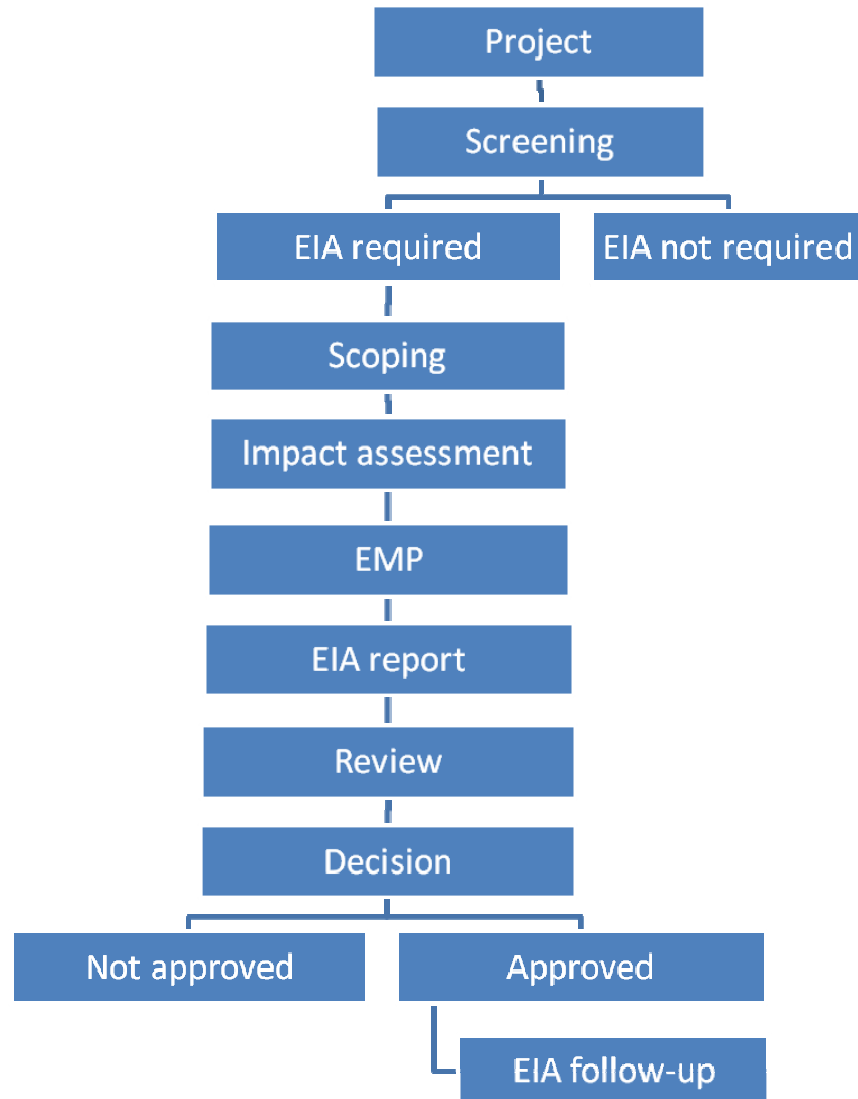 Project
Screening
EIA required
EIA not required
Scoping
Impact assessment
EMP
EIA report
Review
Decision
Not approved
Approved
EIA follow-up